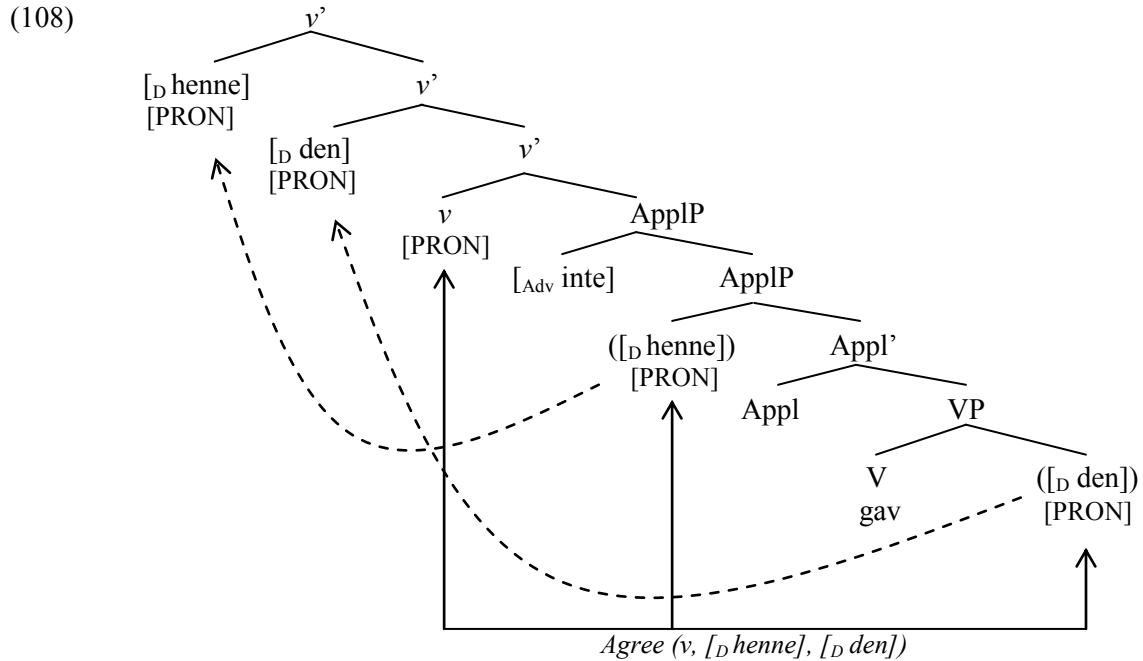 (108)
v’
[D henne]
[PRON]
v’
[D den]
[PRON]
v’
v
[PRON]
ApplP
[Adv inte]
ApplP
([D henne])
[PRON]
Appl’
Appl
VP
V
gav
([D den])
[PRON]
Agree (v, [D henne], [D den])